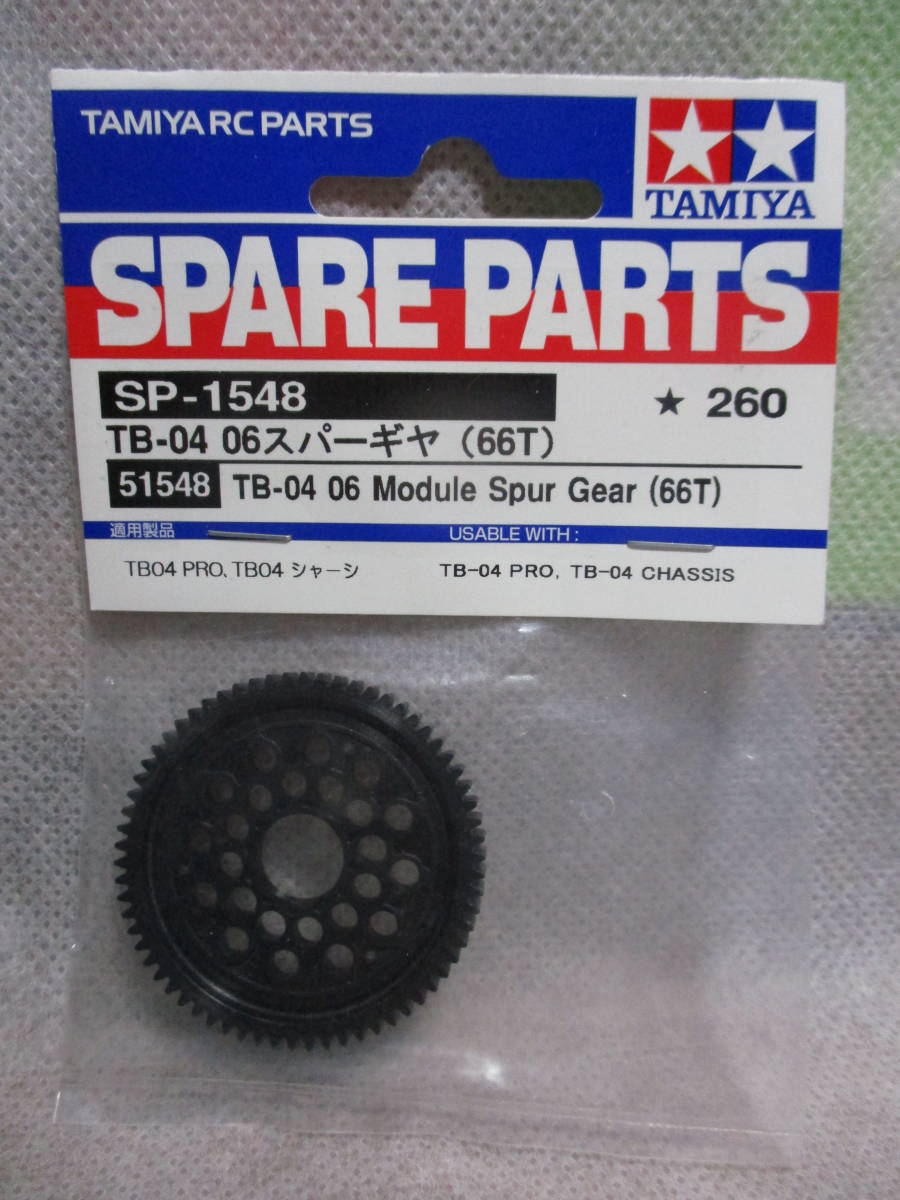 TAMIYA RC PARTS
TAMIYA
SPARE PARTS
SP-1548
★ 260
TB-04 06スパーギヤ (66T)
51548 TB-04 06 Module Spur Gear (66T)
適用製品
USABLE WITH :
TB04 PRO、TB04 シャーシ
TB-04 PRO, TB-04 CHASSIS